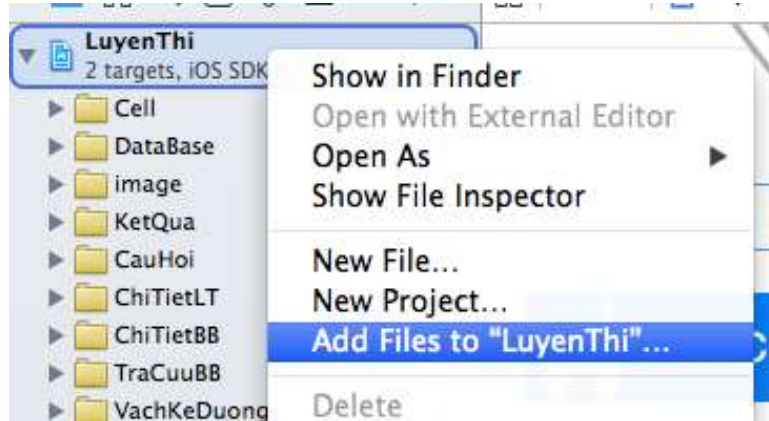 LuyenThi
2 targets, iOS SDK
Cell
DataBase
image
KetQua
CauHoi
ChiTietLT
ChiTietBB
TraCuuBB
VachKeDuong
Show in Finder
Open with External Editor
Open As
Show File Inspector
New File...
New Project...
Add Files to “LuyenThi”...
Delete